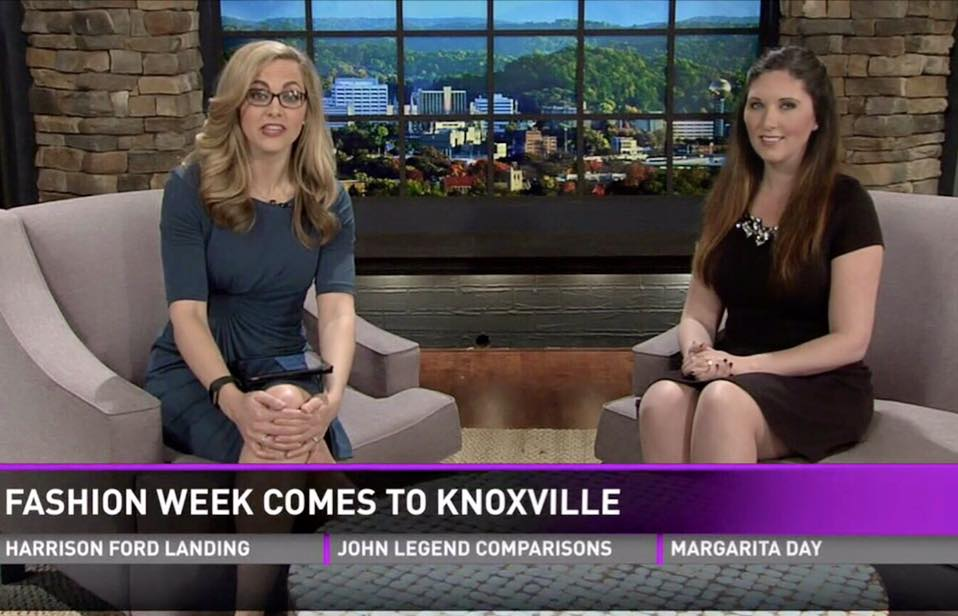 FASHION WEEK COMES TO KNOXVILLE
HARRISON FORD LANDING
JOHN LEGEND COMPARISONS
MARGARITA DAY